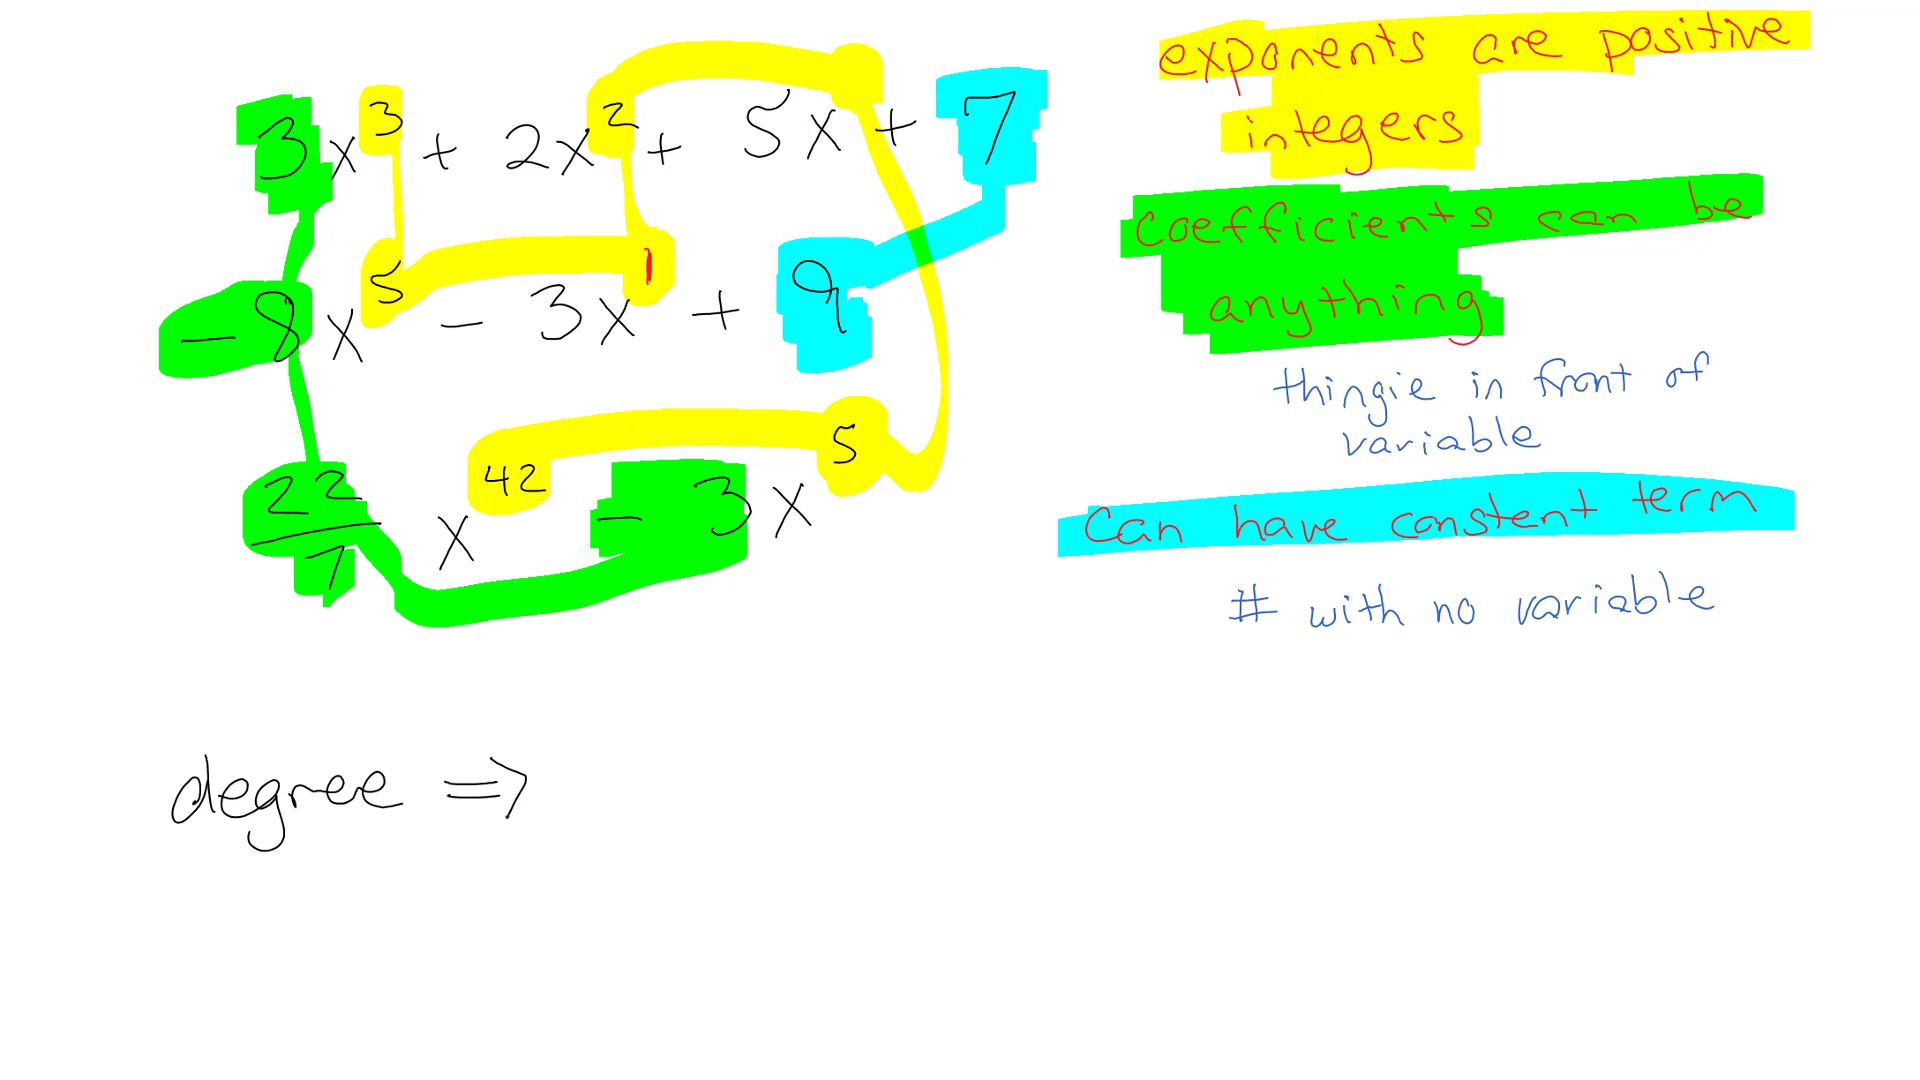 3x³ + 2x² + 5x + 7
-8x⁵ - 3x¹ + 9
22/7 x⁴² - 3x⁵
exponents are positive
integers
coefficients can be
anything
thingie in front of
variable
Can have constent term
# with no variable
degree ⇒